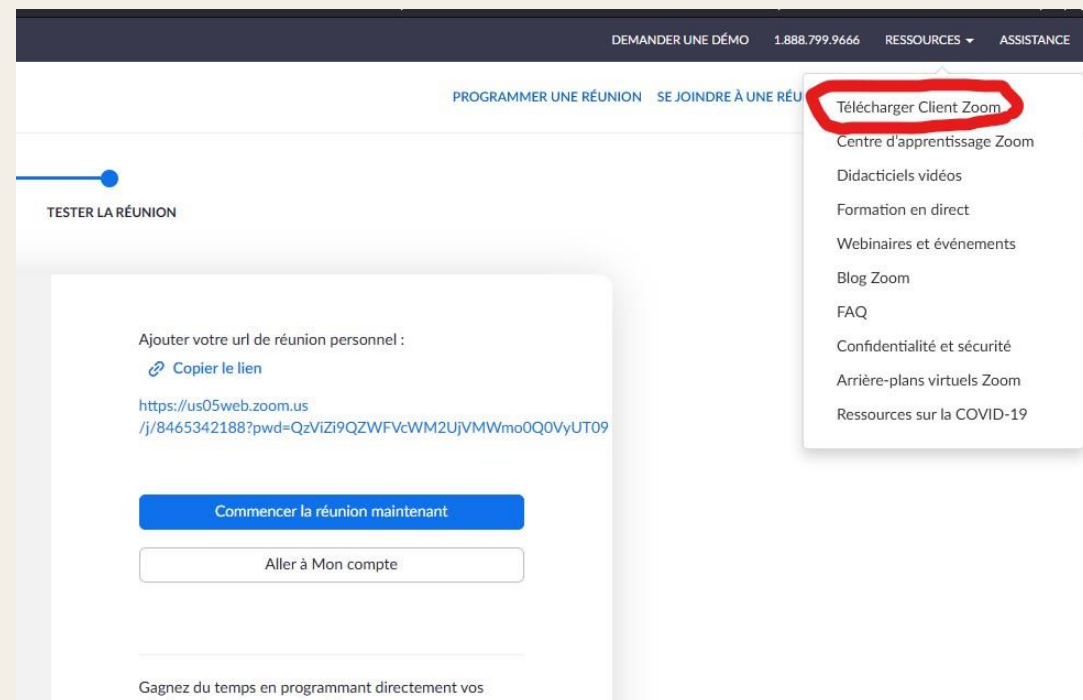 DEMANDER UNE DÉMO 1.888.799.9666 RESSOURCES ASSISTANCE
PROGRAMMER UNE RÉUNION SE JOINDRE À UNE RÉU
Télécharger Client Zoom
Centre d'apprentissage Zoom
Didacticiels vidéos
Formation en direct
Webinaires et événements
Blog Zoom
FAQ
Confidentialité et sécurité
Arrière-plans virtuels Zoom
Ressources sur la COVID-19
TESTER LA RÉUNION
Ajouter votre url de réunion personnel :
Copier le lien
https://us05web.zoom.us
/j/8465342188?pwd=QzViZi9QZWFVcWM2UjVMWmo0Q0VyUT09
Commencer la réunion maintenant
Aller à Mon compte
Gagnez du temps en programmant directement vos